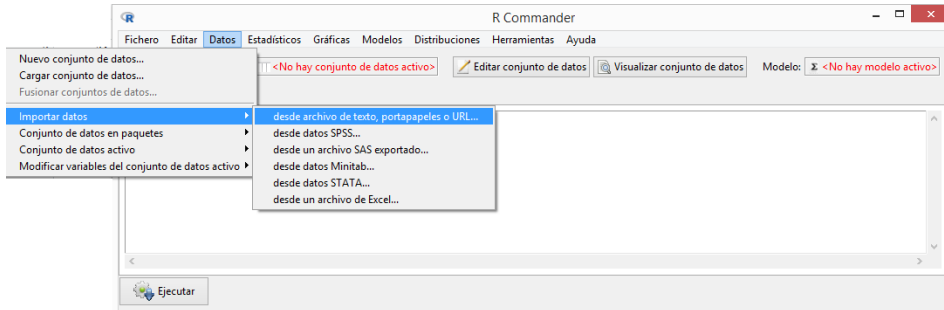 R Commander
Fichero Editar Datos Estadísticos Gráficas Modelos Distribuciones Herramientas Ayuda
<No hay conjunto de datos activo> Editar conjunto de datos Visualizar conjunto de datos Modelo: Σ <No hay modelo activo>
Nuevo conjunto de datos...
Cargar conjunto de datos...
Fusionar conjuntos de datos...
Importar datos
Conjunto de datos en paquetes
Conjunto de datos activo
Modificar variables del conjunto de datos activo
desde archivo de texto, portapapeles o URL...
desde datos SPSS...
desde un archivo SAS exportado...
desde datos Minitab...
desde datos STATA...
desde un archivo de Excel...
Ejecutar